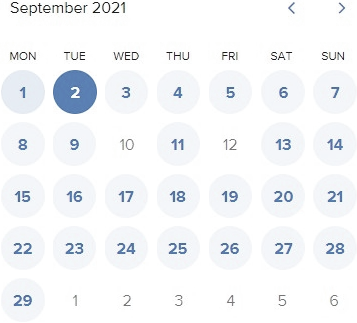 September 2021 < >
MON TUE WED THU FRI SAT SUN
1 2 3 4 5 6 7
8 9 10 11 12 13 14
15 16 17 18 19 20 21
22 23 24 25 26 27 28
29 1 2 3 4 5 6